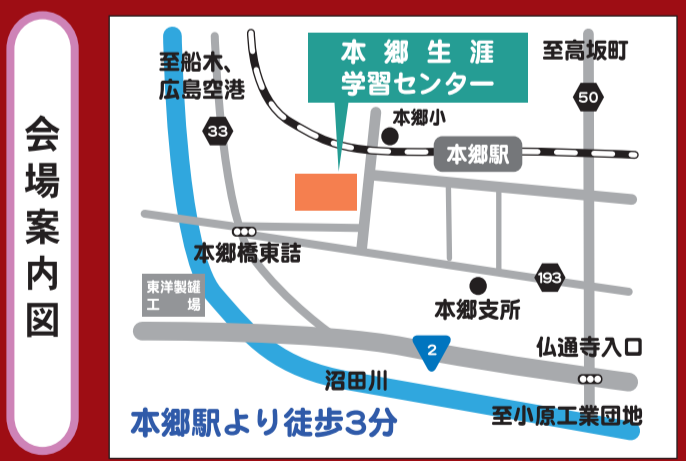 会場案内図
至船木、
広島空港
33
本郷生涯
学習センター
至高坂町
50
本郷小
本郷駅
本郷橋東詰
東洋製罐
工場
193
本郷支所
2
仏通寺入口
沼田川
至小原工業団地
本郷駅より徒歩3分